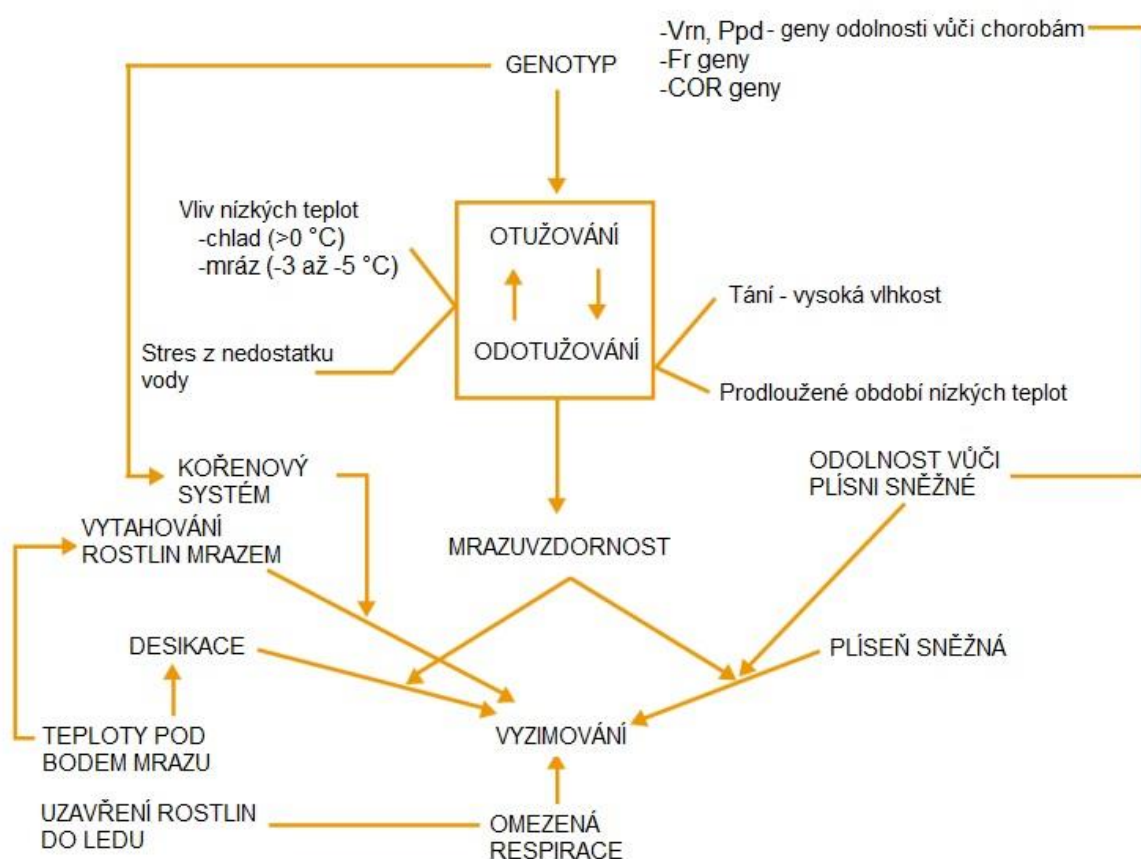 GENOTYP
-Vrn, Ppd - geny odolnosti vůči chorobám
-Fr geny
-COR geny
Vliv nízkých teplot
-chlad (>0 °C)
-mráz (-3 až -5 °C)
OTUŽOVÁNÍ
ODOTUŽOVÁNÍ
Tání - vysoká vlhkost
Stres z nedostatku
vody
Prodloužené období nízkých teplot
KOŘENOVÝ
SYSTÉM
ODOLNOST VŮČI
PLÍSNI SNĚŽNÉ
VYTAHOVÁNÍ
ROSTLIN MRAZEM
MRAZUVZDORNOST
DESIKACE
PLÍSEŇ SNĚŽNÁ
TEPLOTY POD
BODEM MRAZU
VYZIMOVÁNÍ
UZAVŘENÍ ROSTLIN
DO LEDU
OMEZENÁ
RESPIRACE